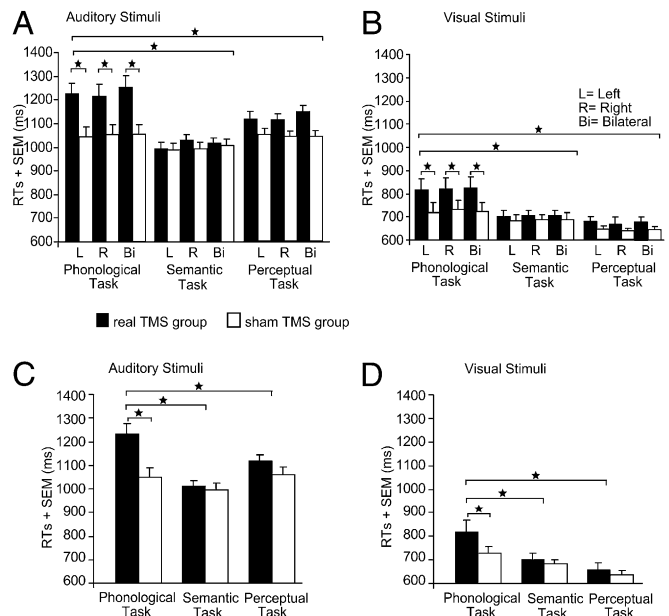 A
Auditory Stimuli
RTs + SEM (ms)
1400
1300
1200
1100
1000
900
800
700
600
L R Bi L R Bi L R Bi
Phonological Task
Semantic Task
Perceptual Task
B
Visual Stimuli
L= Left
R= Right
Bi= Bilateral
RTs + SEM (ms)
1400
1300
1200
1100
1000
900
800
700
600
L R Bi L R Bi L R Bi
Phonological Task
Semantic Task
Perceptual Task
real TMS group
sham TMS group
C
Auditory Stimuli
RTs + SEM (ms)
1400
1300
1200
1100
1000
900
800
700
600
Phonological Task
Semantic Task
Perceptual Task
D
Visual Stimuli
RTs + SEM (ms)
1400
1300
1200
1100
1000
900
800
700
600
Phonological Task
Semantic Task
Perceptual Task